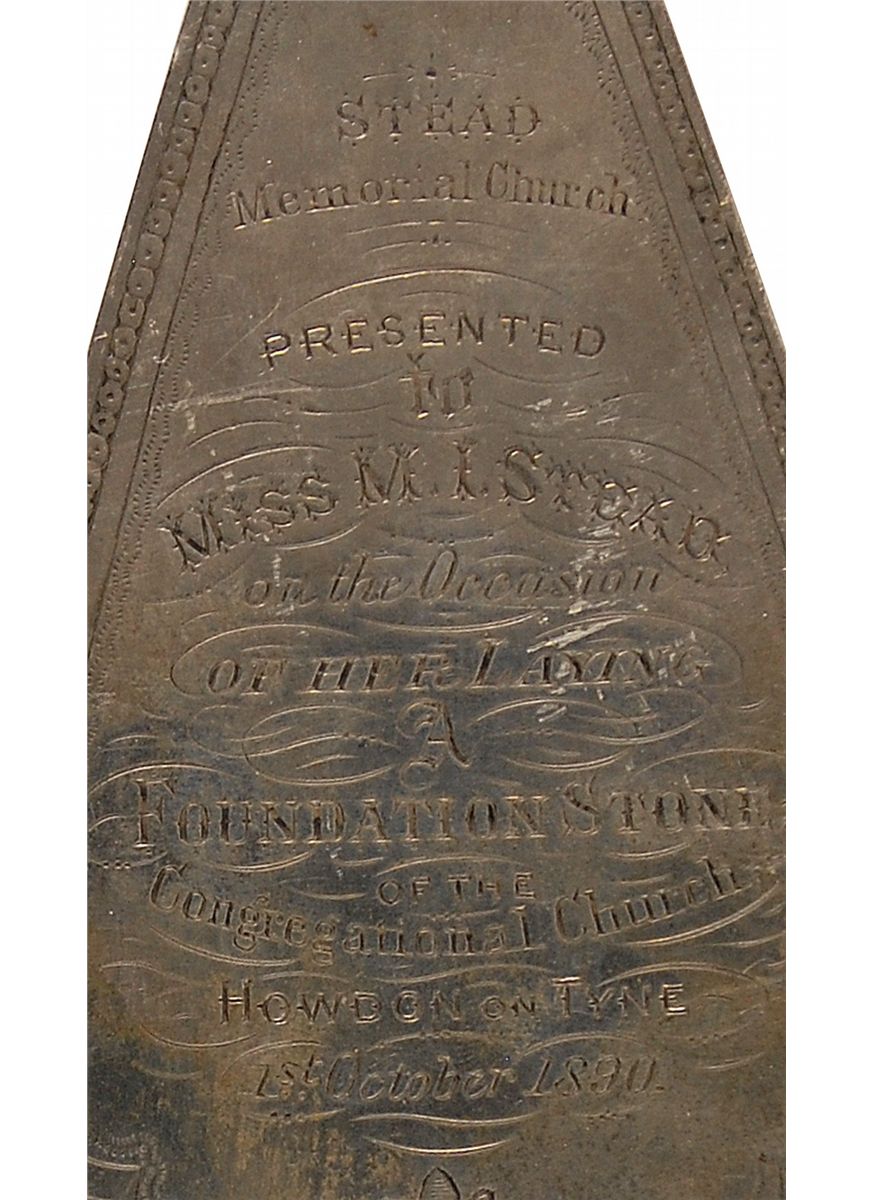 STEAD
Memorial Church
PRESENTED
to
MISS M. I. STEAD,
on the Occasion
OF HER LAYING
A
FOUNDATION STONE
OF THE
Congregational Church
HOWDON ON TYNE
1st. October 1890.